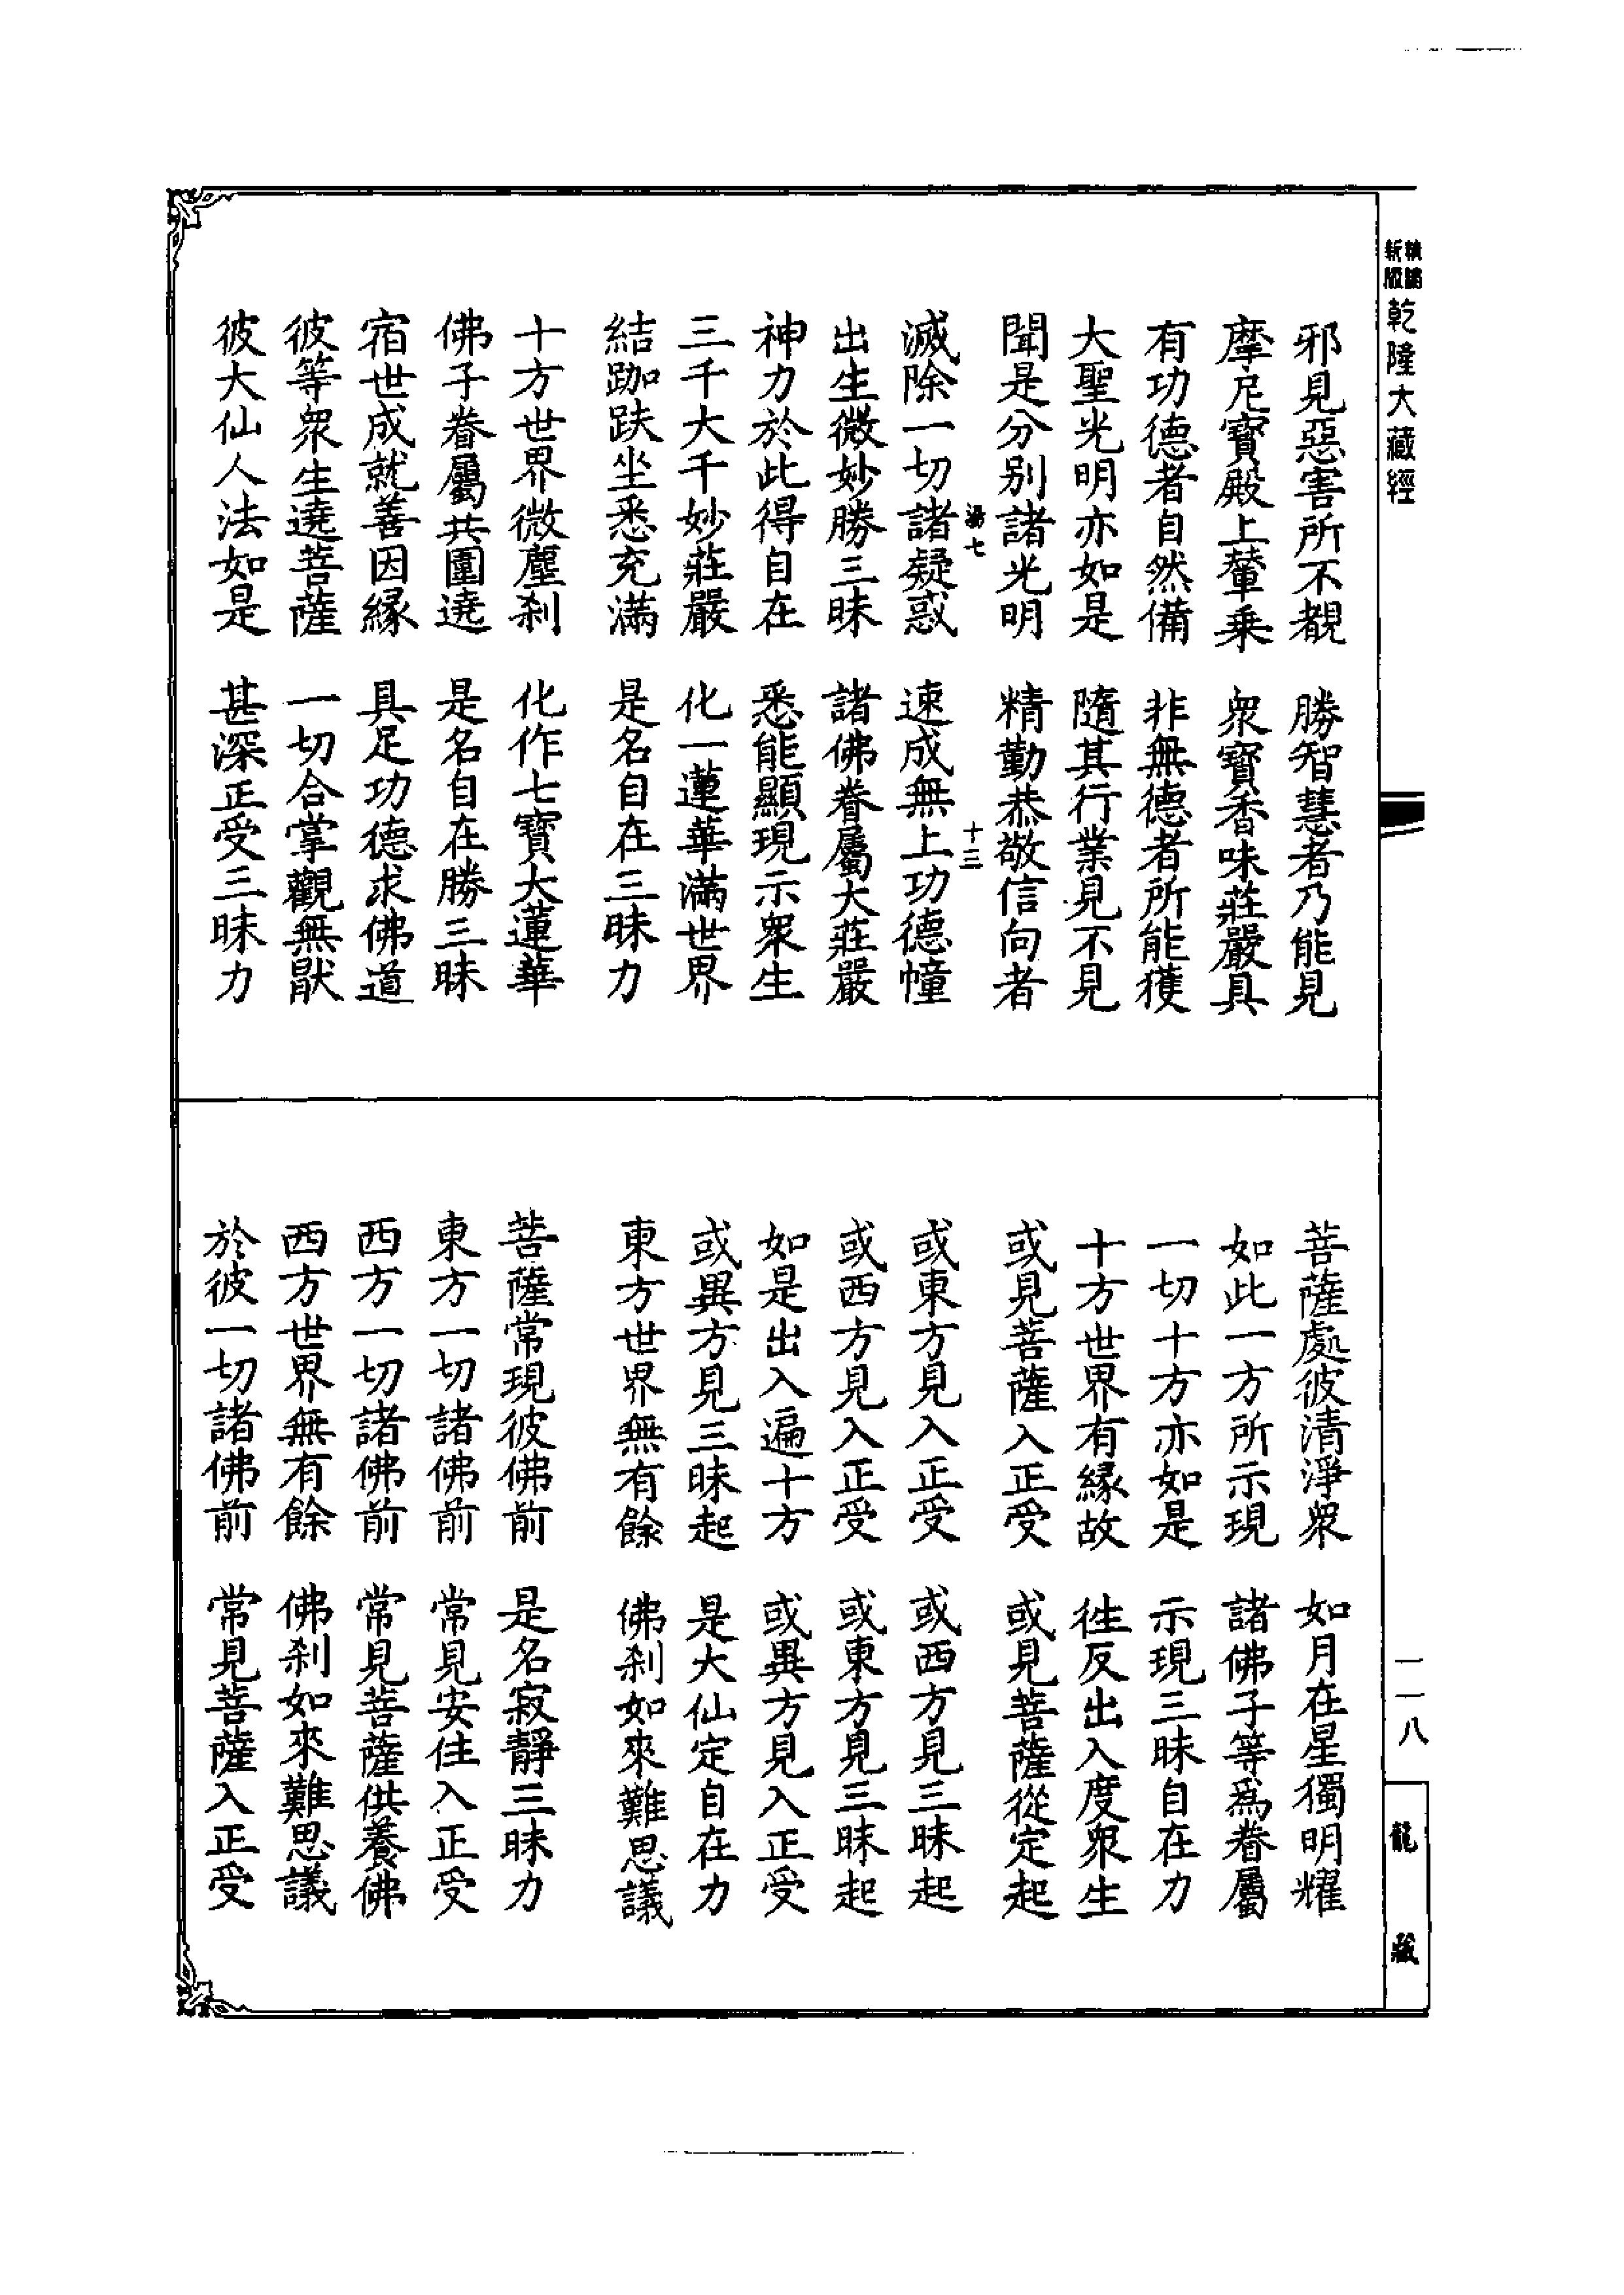 新版
精縮
乾隆大藏經
邪見惡害所不覩　勝智慧者乃能見
摩尼寶殿上輦乘　衆寶香味莊嚴具
有功德者自然備　非無德者所能獲
大聖光明亦如是　隨其行業見不見
聞是分别諸光明　精勤恭敬信向者
湯七　十三
滅除一切諸疑惑　速成無上功德幢
出生微妙勝三昧　諸佛眷屬大莊嚴
神力於此得自在　悉能顯現示衆生
三千大千妙莊嚴　化一蓮華滿世界
結跏趺坐悉充滿　是名自在三昧力
十方世界微塵刹　化作七寶大蓮華
佛子眷屬共圍遶　是名自在勝三昧
宿世成就善因緣　具足功德求佛道
彼等衆生遶菩薩　一切合掌觀無猒
彼大仙人法如是　甚深正受三昧力
菩薩處彼清淨衆　如月在星獨明耀
如此一方所示現　諸佛子等爲眷屬
一切十方亦如是　示現三昧自在力
十方世界有緣故　徃反出入度衆生
或見菩薩入正受　或見菩薩從定起
或東方見入正受　或西方見三昧起
或西方見入正受　或東方見三昧起
如是出入遍十方　或異方見入正受
或異方見三昧起　是大仙定自在力
東方世界無有餘　佛刹如來難思議
菩薩常現彼佛前　是名寂靜三昧力
東方一切諸佛前　常見安住入正受
西方一切諸佛前　常見菩薩供養佛
西方世界無有餘　佛刹如來難思議
於彼一切諸佛前　常見菩薩入正受
一一八
龍藏